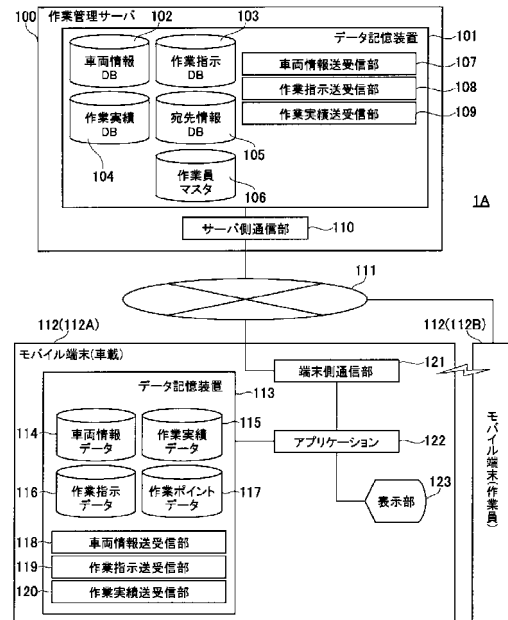 100
作業管理サーバ
102
103
データ記憶装置
101
車両情報
DB
作業指示
DB
車両情報送受信部
107
作業指示送受信部
108
作業実績送受信部
109
作業実績
DB
宛先情報
DB
104
105
作業員
マスタ
106
1A
サーバ側通信部
110
111
112(112A)
112(112B)
モバイル端末(車載)
113
データ記憶装置
端末側通信部
121
114
車両情報
データ
作業実績
データ
115
アプリケーション
122
116
作業指示
データ
作業ポイント
データ
117
表示部
123
118
車両情報送受信部
119
作業指示送受信部
120
作業実績送受信部
モバイル端末(作業員)